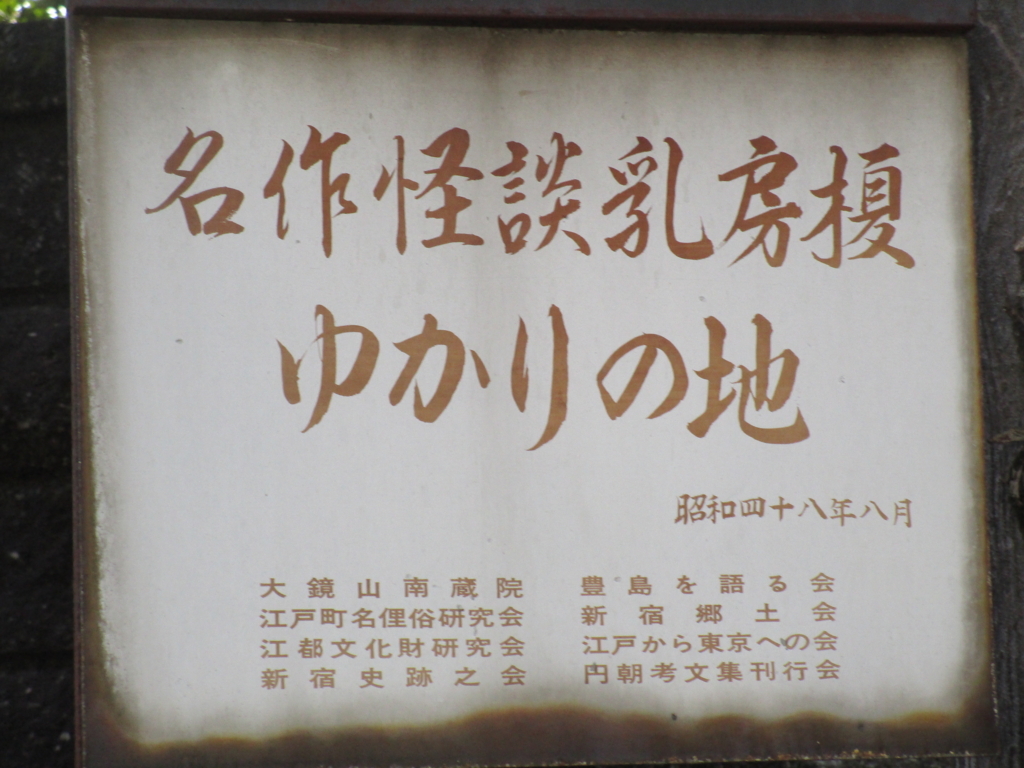 名作怪談乳房榎
ゆかりの地
昭和四十八年八月
大鏡山南蔵院
江戸町名俚俗研究会
江都文化財研究会
新宿史跡之会
豊島を語る会
新宿郷土会
江戸から東京への会
円朝考文集刊行会